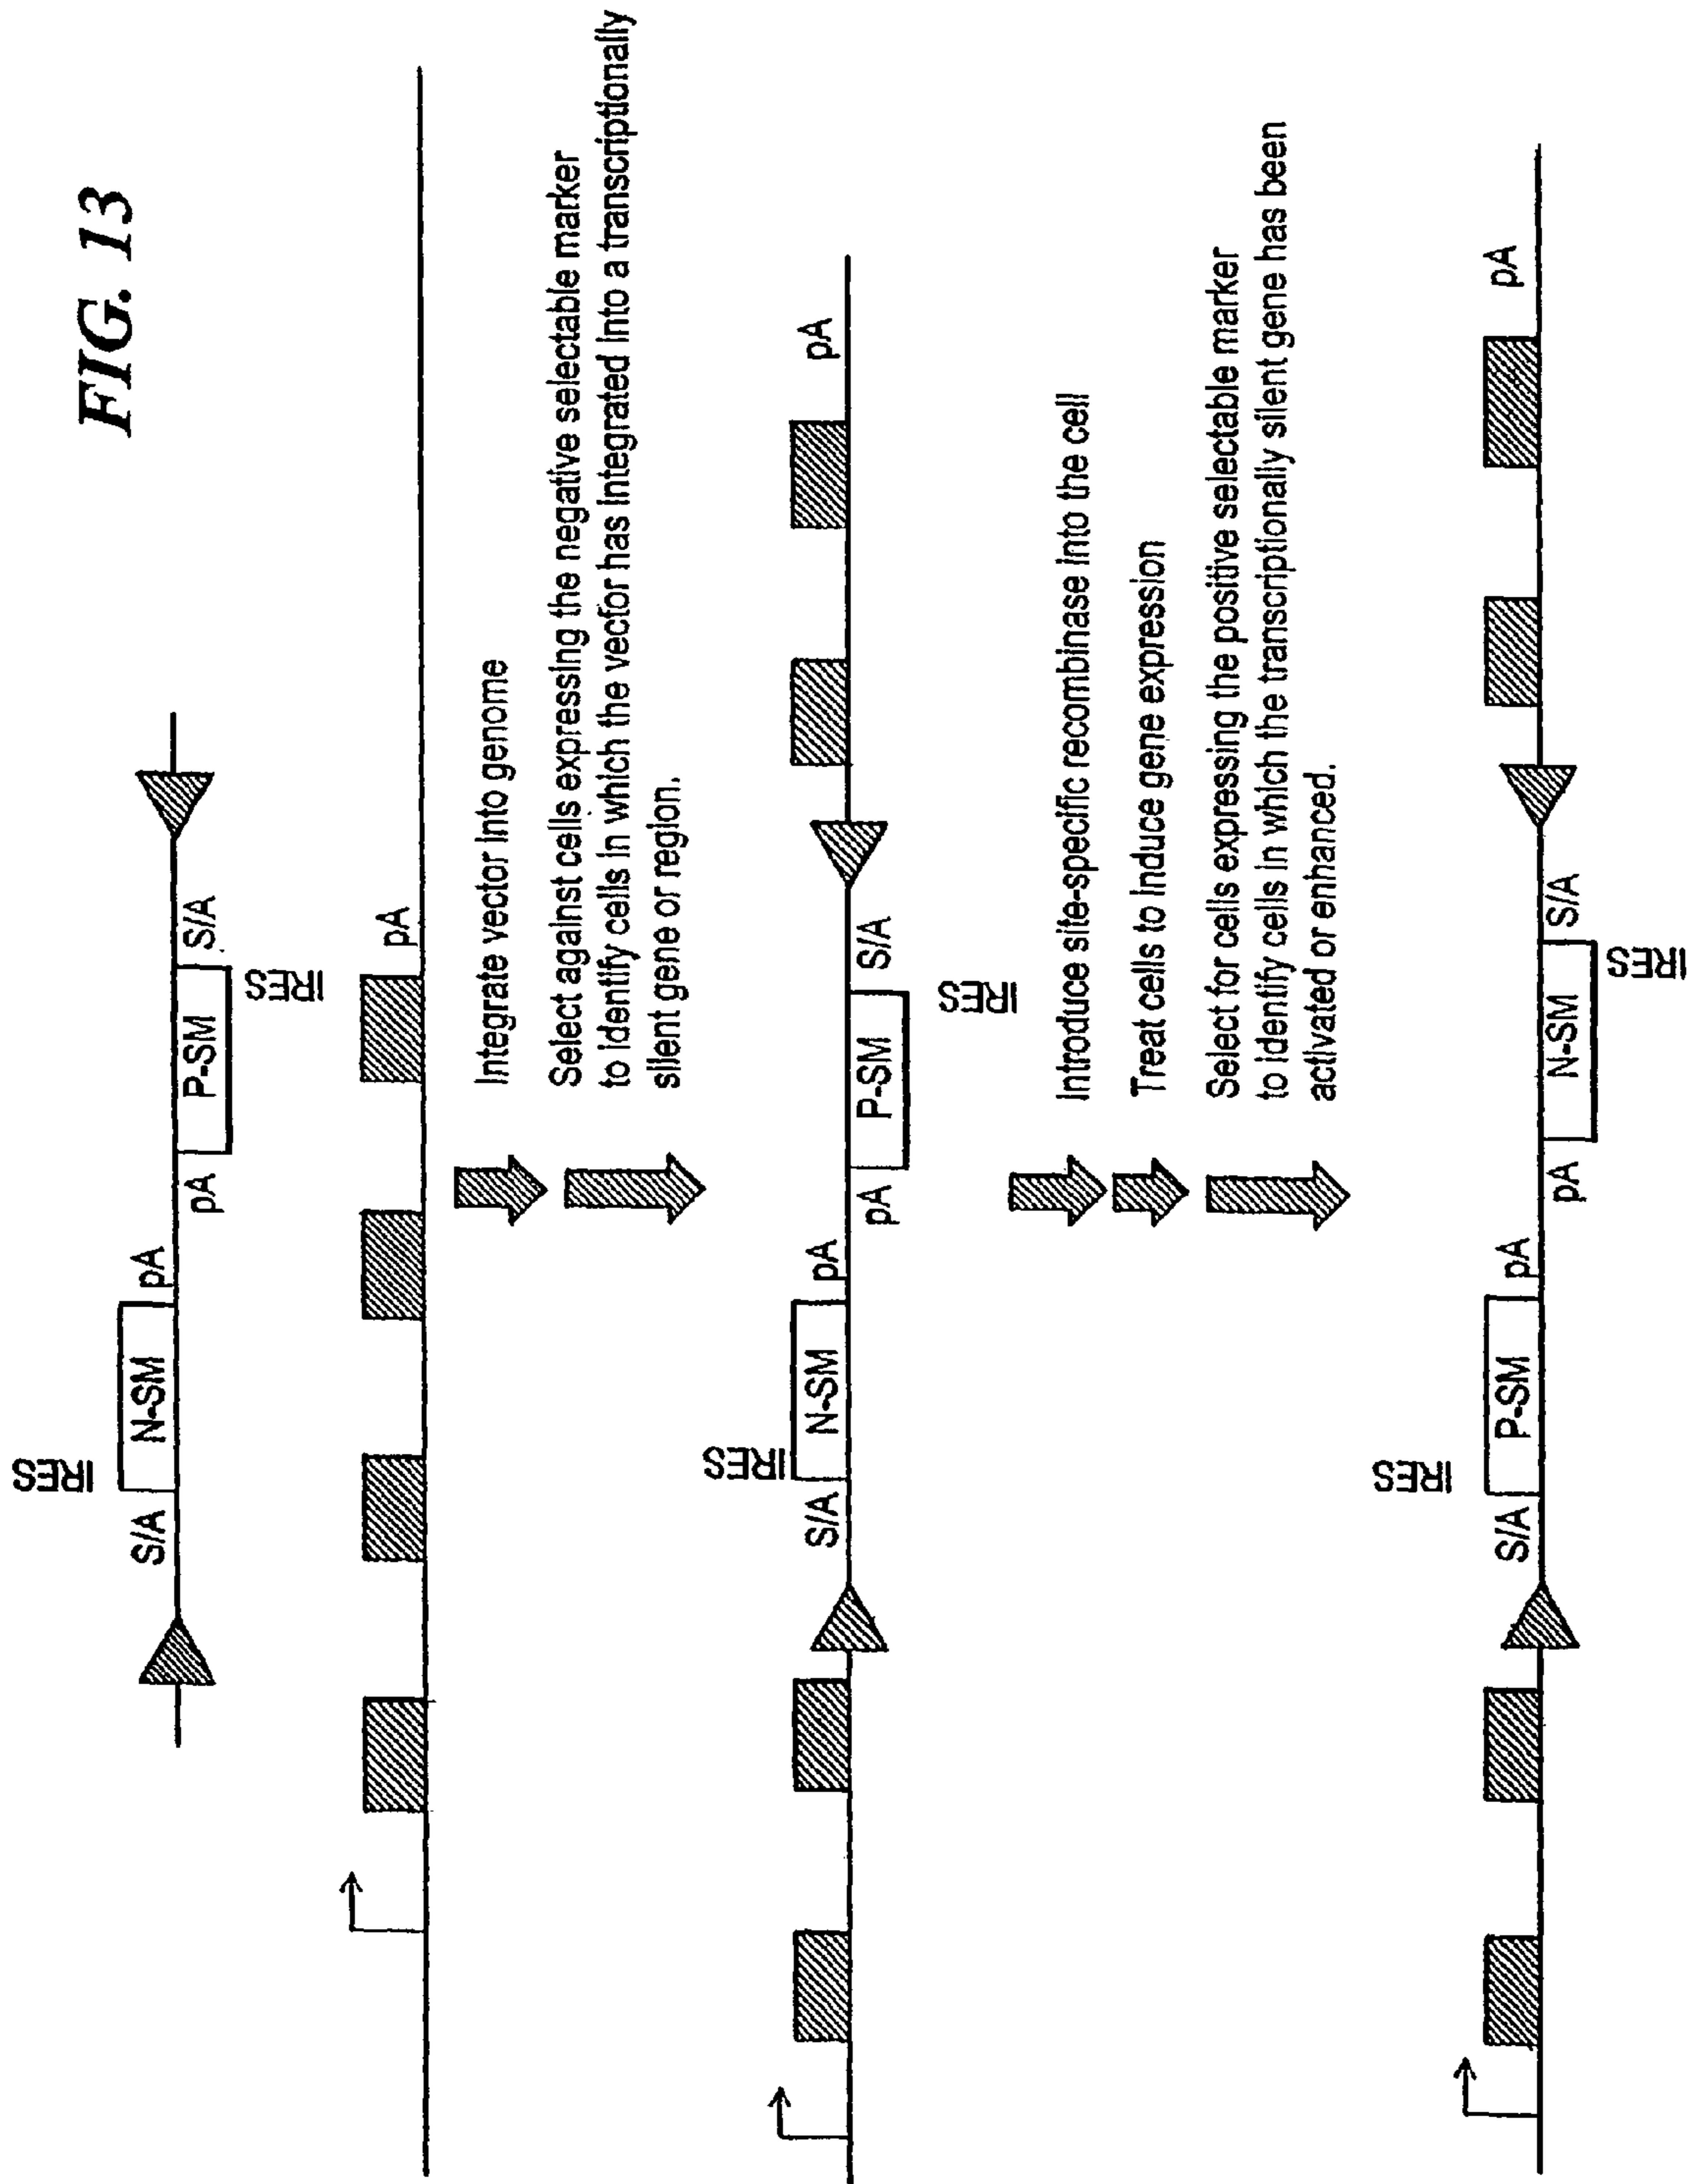 FIG. 13
IRES
S/A N-SM pA
pA P-SM S/A
IRES
pA
Integrate vector into genome
Select against cells expressing the negative selectable marker
to identify cells in which the vector has integrated into a transcriptionally
silent gene or region.
IRES
S/A N-SM pA
pA P-SM S/A
IRES
pA
Introduce site-specific recombinase into the cell
Treat cells to induce gene expression
Select for cells expressing the positive selectable marker
to identify cells in which the transcriptionally silent gene has been
activated or enhanced.
IRES
S/A P-SM pA
pA N-SM S/A
IRES
pA